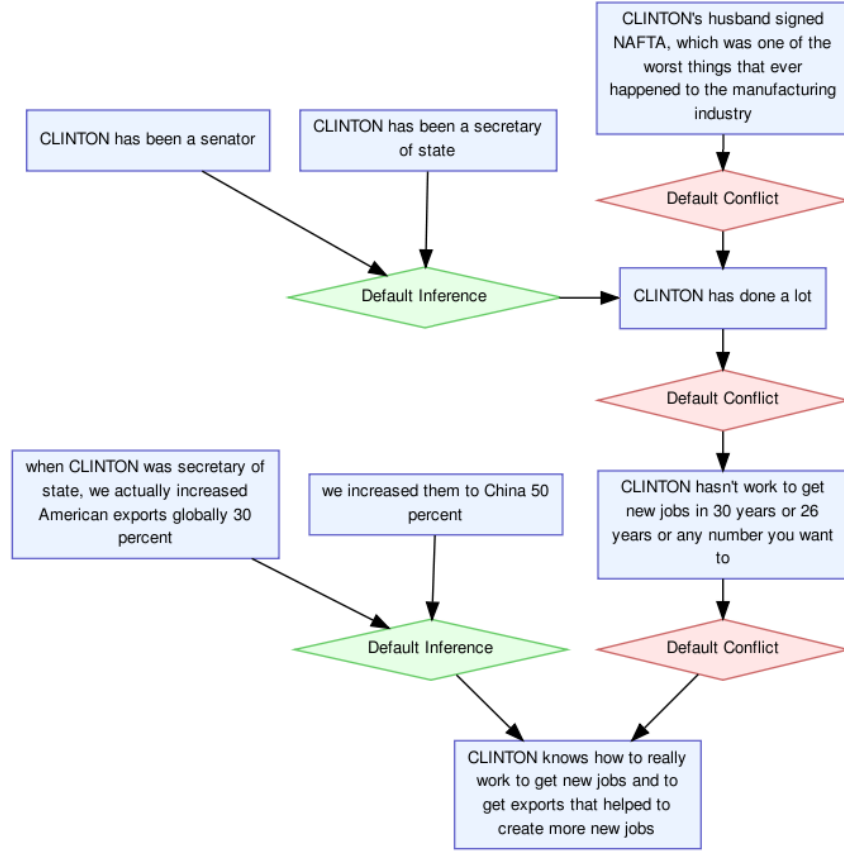 CLINTON's husband signed
NAFTA, which was one of the
worst things that ever
happened to the manufacturing
industry
CLINTON has been a senator
CLINTON has been a secretary
of state
Default Conflict
Default Inference
CLINTON has done a lot
Default Conflict
when CLINTON was secretary of
state, we actually increased
American exports globally 30
percent
we increased them to China 50
percent
CLINTON hasn't work to get
new jobs in 30 years or 26
years or any number you want
to
Default Inference
Default Conflict
CLINTON knows how to really
work to get new jobs and to
get exports that helped to
create more new jobs